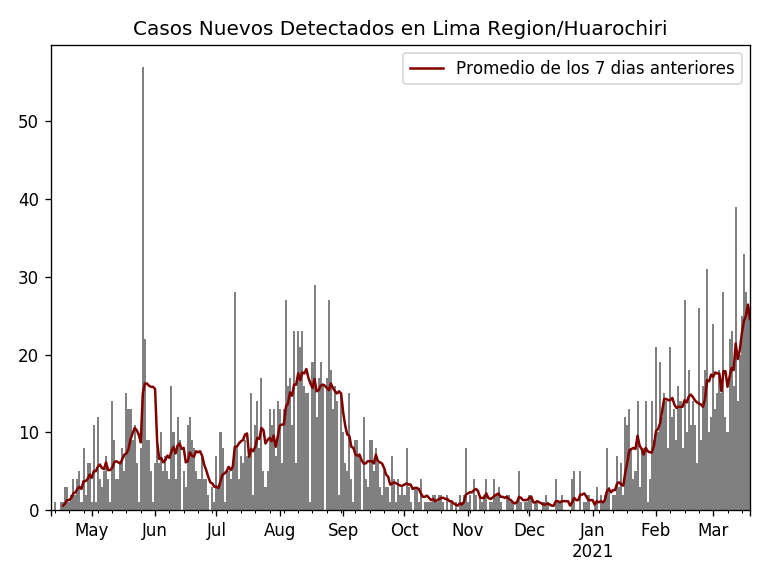 Casos Nuevos Detectados en Lima Region/Huarochiri
Promedio de los 7 dias anteriores
50
40
30
20
10
0
May Jun Jul Aug Sep Oct Nov Dec Jan Feb Mar
2021